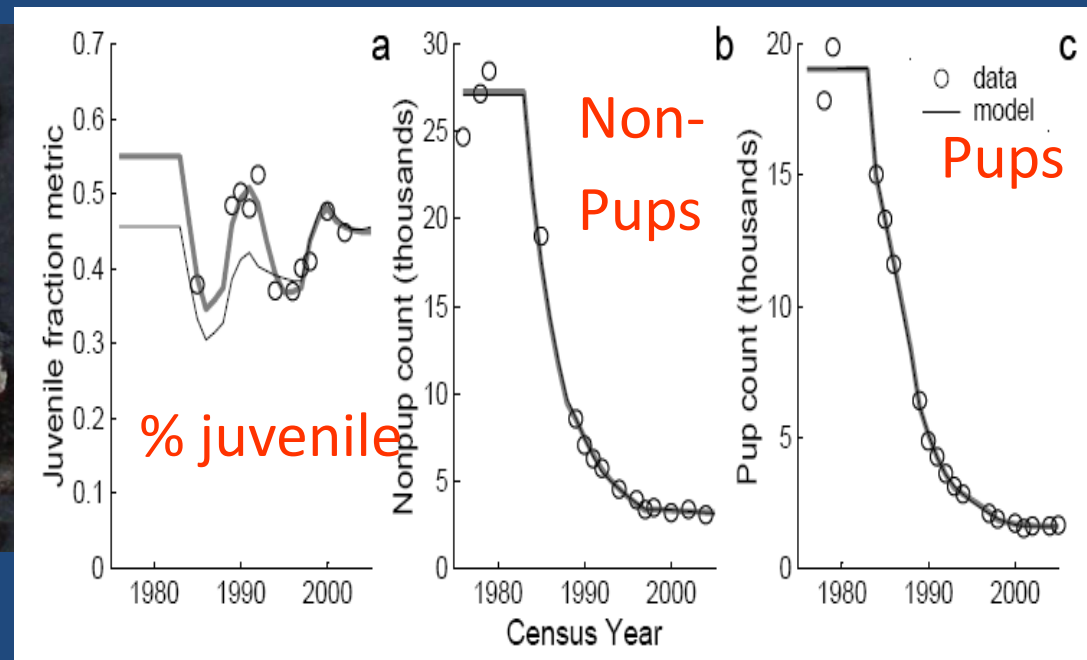 a
Juvenile fraction metric
0.7
0.6
0.5
0.4
0.3
0.2
0.1
0
1980 1990 2000
% juvenile
b
Nonpup count (thousands)
30
25
20
15
10
5
0
1980 1990 2000
Non-
Pups
Census Year
c
Pup count (thousands)
20
15
10
5
0
1980 1990 2000
data
model
Pups